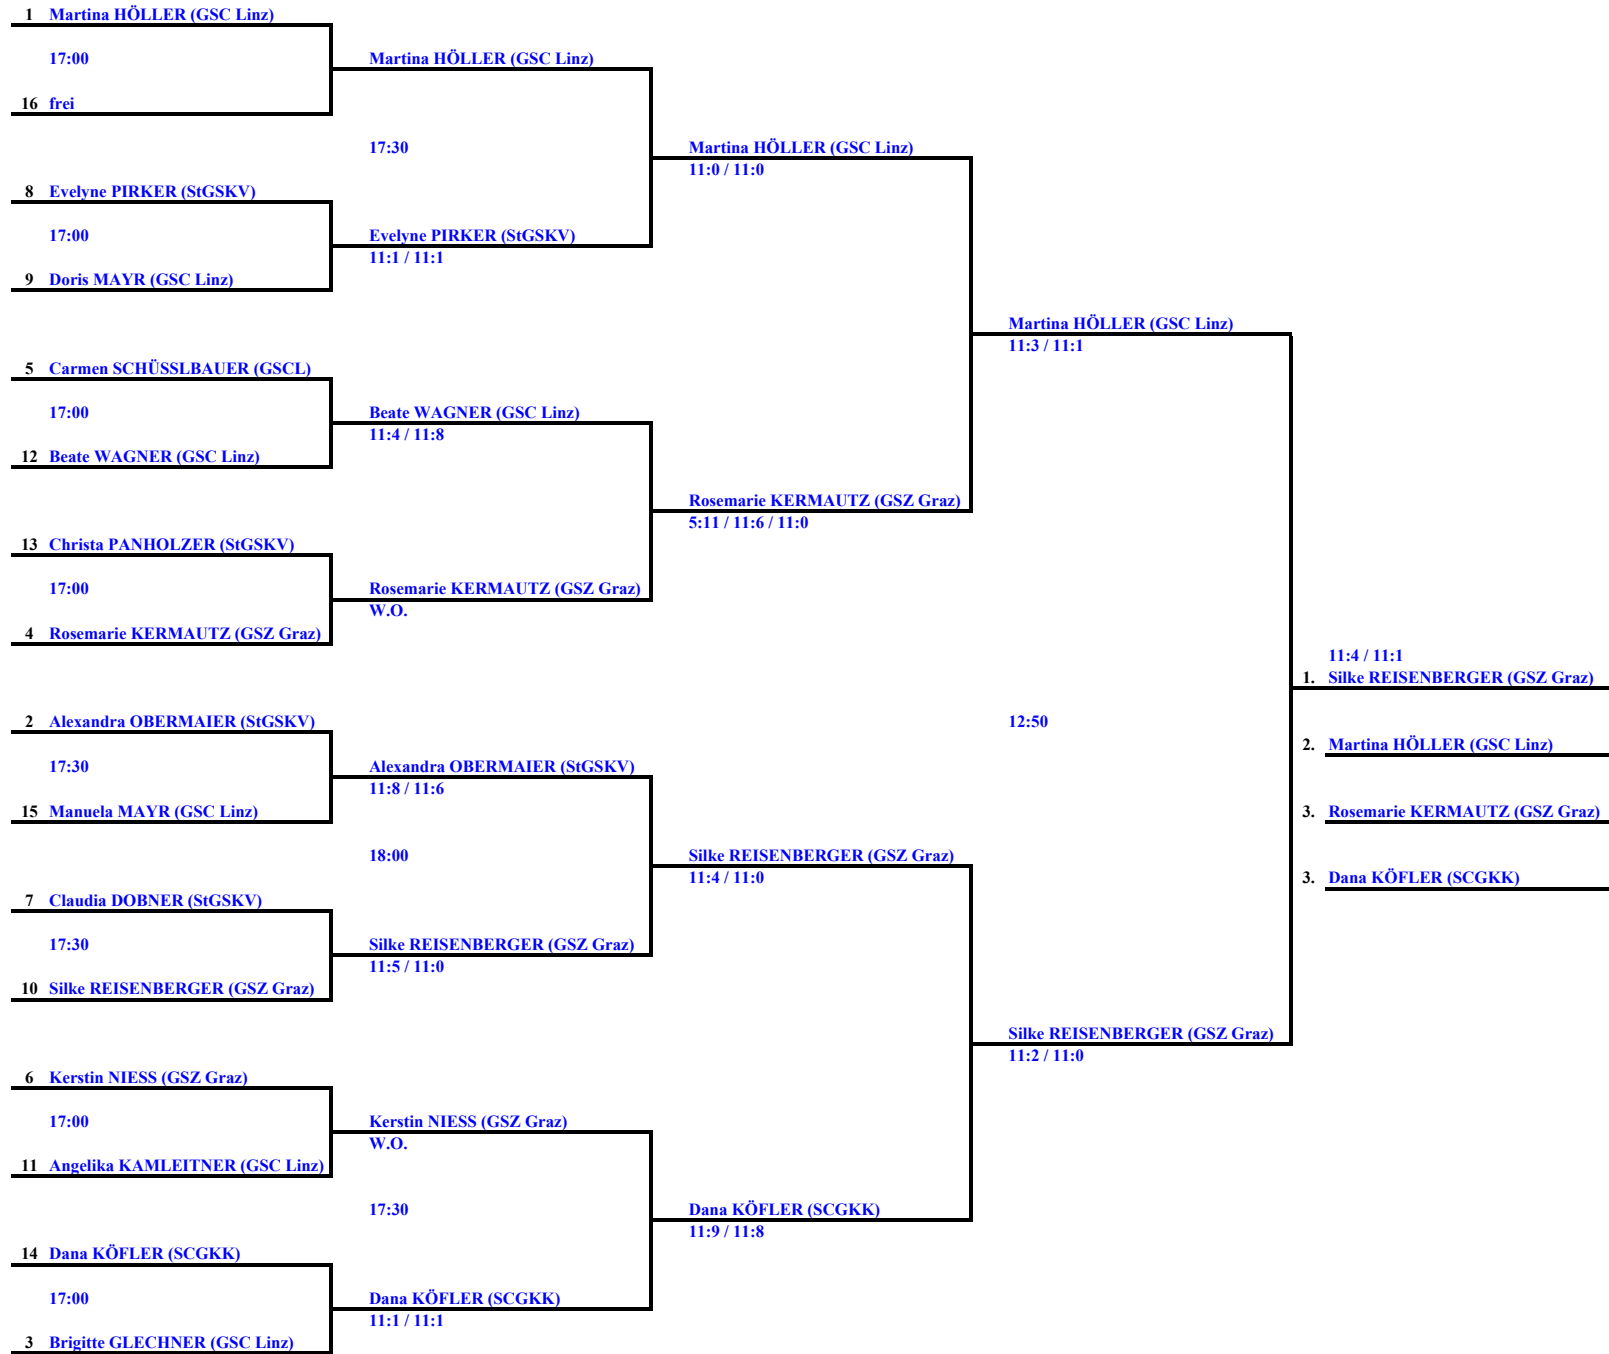 1 Martina HÖLLER (GSC Linz)
17:00 Martina HÖLLER (GSC Linz)
16 frei
17:30 Martina HÖLLER (GSC Linz)
11:0 / 11:0
8 Evelyne PIRKER (StGSKV)
17:00 Evelyne PIRKER (StGSKV)
11:1 / 11:1
9 Doris MAYR (GSC Linz)
Martina HÖLLER (GSC Linz)
11:3 / 11:1
5 Carmen SCHÜSSLBAUER (GSCL)
17:00 Beate WAGNER (GSC Linz)
11:4 / 11:8
12 Beate WAGNER (GSC Linz)
Rosemarie KERMAUTZ (GSZ Graz)
5:11 / 11:6 / 11:0
13 Christa PANHOLZER (StGSKV)
17:00 Rosemarie KERMAUTZ (GSZ Graz)
W.O.
4 Rosemarie KERMAUTZ (GSZ Graz)
11:4 / 11:1
1. Silke REISENBERGER (GSZ Graz)
2 Alexandra OBERMAIER (StGSKV) 12:50
2. Martina HÖLLER (GSC Linz)
17:30 Alexandra OBERMAIER (StGSKV)
11:8 / 11:6
15 Manuela MAYR (GSC Linz) 3. Rosemarie KERMAUTZ (GSZ Graz)
18:00 Silke REISENBERGER (GSZ Graz)
11:4 / 11:0 3. Dana KÖFLER (SCGKK)
7 Claudia DOBNER (StGSKV)
17:30 Silke REISENBERGER (GSZ Graz)
11:5 / 11:0
10 Silke REISENBERGER (GSZ Graz)
Silke REISENBERGER (GSZ Graz)
11:2 / 11:0
6 Kerstin NIESS (GSZ Graz)
17:00 Kerstin NIESS (GSZ Graz)
W.O.
11 Angelika KAMLEITNER (GSC Linz)
17:30 Dana KÖFLER (SCGKK)
11:9 / 11:8
14 Dana KÖFLER (SCGKK)
17:00 Dana KÖFLER (SCGKK)
11:1 / 11:1
3 Brigitte GLECHNER (GSC Linz)